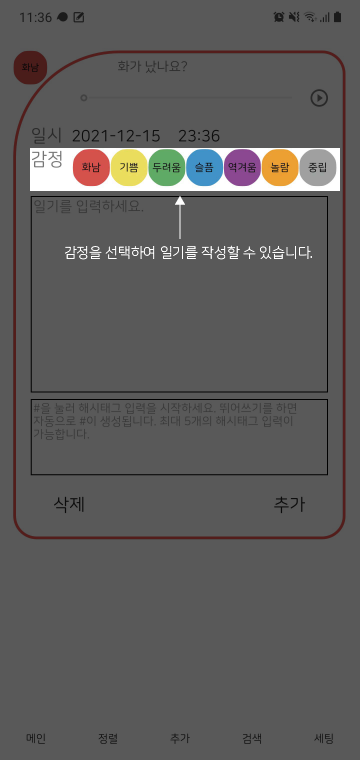 11:36
화남
화가 났나요?
일시 2021-12-15 23:36
감정 화남 기쁨 두려움 슬픔 역겨움 놀람 중립
일기를 입력하세요.
감정을 선택하여 일기를 작성할 수 있습니다.
#을 눌러 해시태그 입력을 시작하세요. 뛰어쓰기를 하면
자동으로 #이 생성됩니다. 최대 5개의 해시태그 입력이
가능합니다.
삭제 추가
메인 정렬 추가 검색 세팅